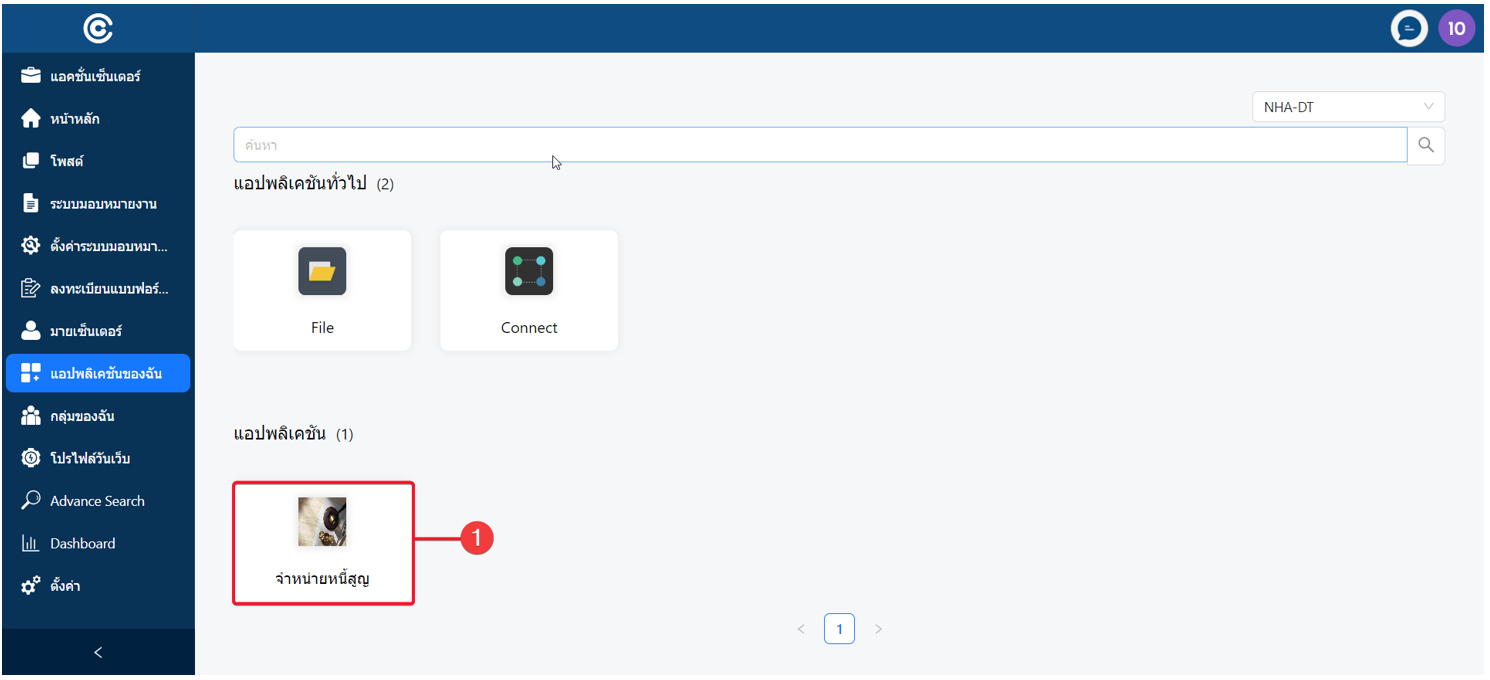 10
แอคชั่นเซ็นเตอร์
หน้าหลัก
โพสต์
ระบบมอบหมายงาน
ตั้งค่าระบบมอบหมา...
ลงทะเบียนแบบฟอร์...
มายเซ็นเตอร์
แอปพลิเคชันของฉัน
กลุ่มของฉัน
โปรไฟล์วันเว็บ
Advance Search
Dashboard
ตั้งค่า
NHA-DT
ค้นหา
แอปพลิเคชันทั่วไป (2)
File
Connect
แอปพลิเคชัน (1)
1
จำหน่ายหนี้สูญ
< 1 >